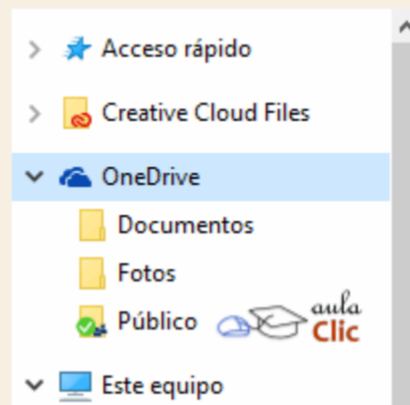 Acceso rápido
Creative Cloud Files
OneDrive
Documentos
Fotos
Público
aula
Clic
Este equipo